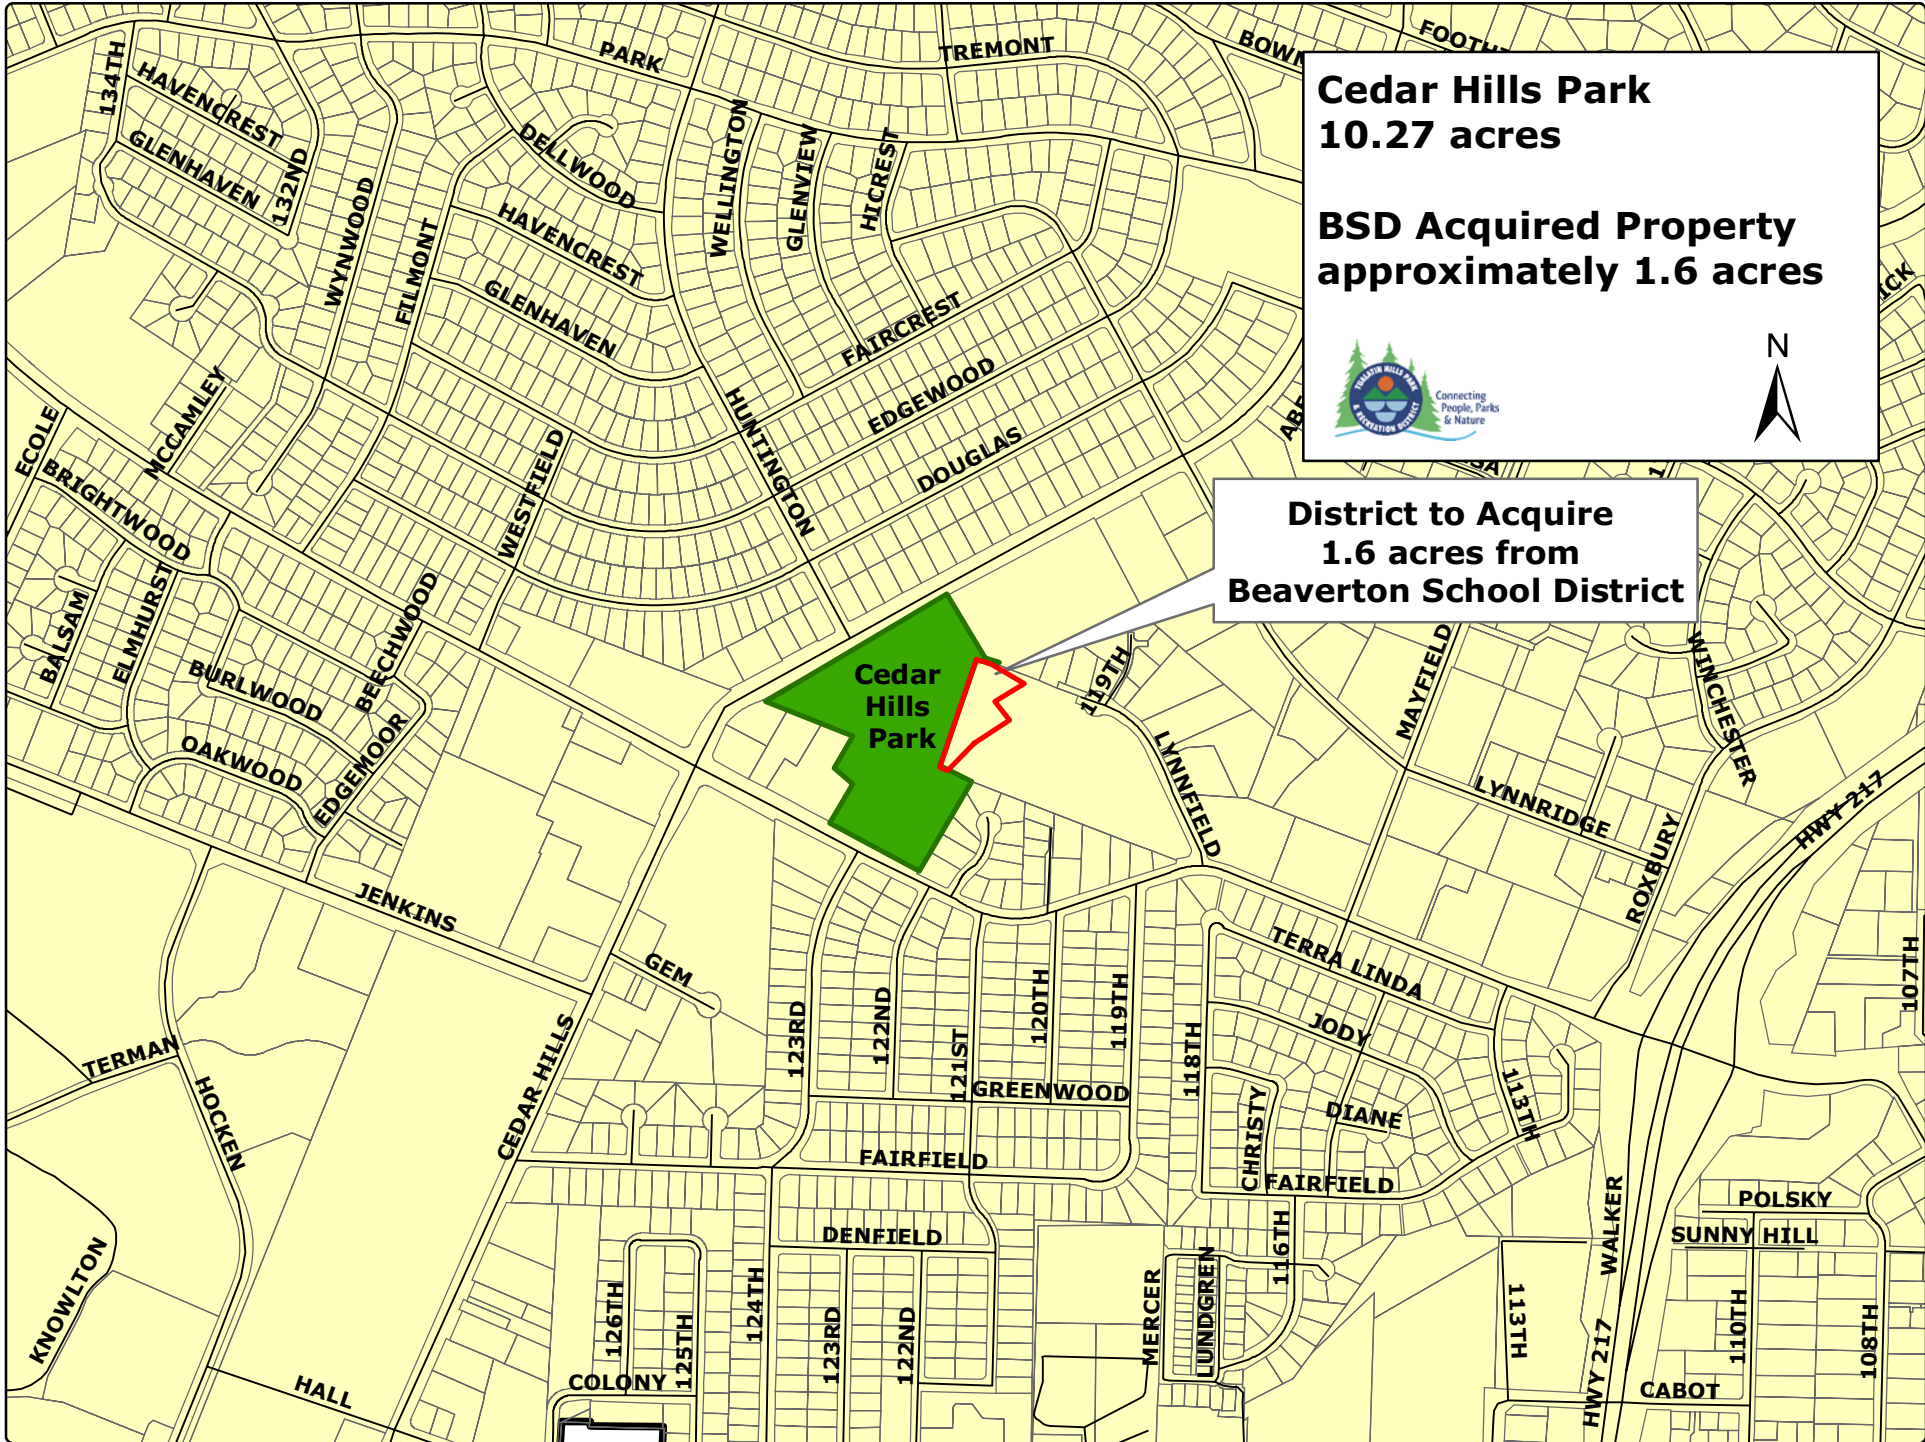 Cedar Hills Park
10.27 acres
BSD Acquired Property
approximately 1.6 acres
TUALATIN HILLS PARK
& RECREATION DISTRICT
Connecting
People, Parks
& Nature
N
District to Acquire
1.6 acres from
Beaverton School District
Cedar
Hills
Park
134TH
HAVENCREST
GLENHAVEN
132ND
WYNWOOD
FILMONT
PARK
TREMONT
DELLWOOD
HAVENCREST
GLENHAVEN
WELLINGTON
GLENVIEW
HICREST
FAIRCREST
EDGEWOOD
DOUGLAS
HUNTINGTON
WESTFIELD
MCCAMLEY
ECOLE
BRIGHTWOOD
BALSAM
ELMHURST
BURLWOOD
BEECHWOOD
OAKWOOD
EDGEMOOR
JENKINS
119TH
LYNNFIELD
MAYFIELD
WINCHESTER
LYNNRIDGE
ROXBURY
HWY 217
GEM
CEDAR HILLS
TERMAN
HOCKEN
KNOWLTON
HALL
123RD
122ND
121ST
120TH
119TH
118TH
GREENWOOD
FAIRFIELD
DENFIELD
TERRA LINDA
JODY
DIANE
CHRISTY
113TH
FAIRFIELD
116TH
107TH
WALKER
POLSKY
SUNNY HILL
126TH
125TH
124TH
123RD
122ND
COLONY
MERCER
LUNDGREN
113TH
HWY 217
110TH
108TH
CABOT